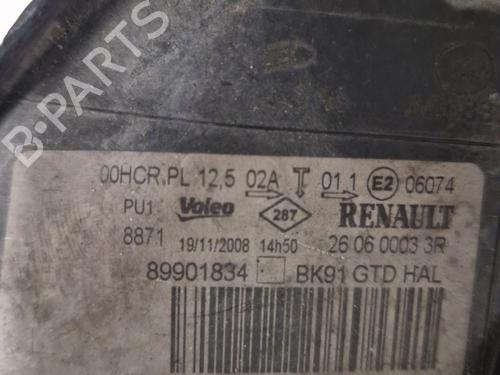 B-PARTS
00HCR.PL 12,5 02A 01.1 E2 06074
PU1 Valeo 287 RENAULT
8871 19/11/2008 14h50 26 06 0003 3R
89901834 BK91 GTD HAL